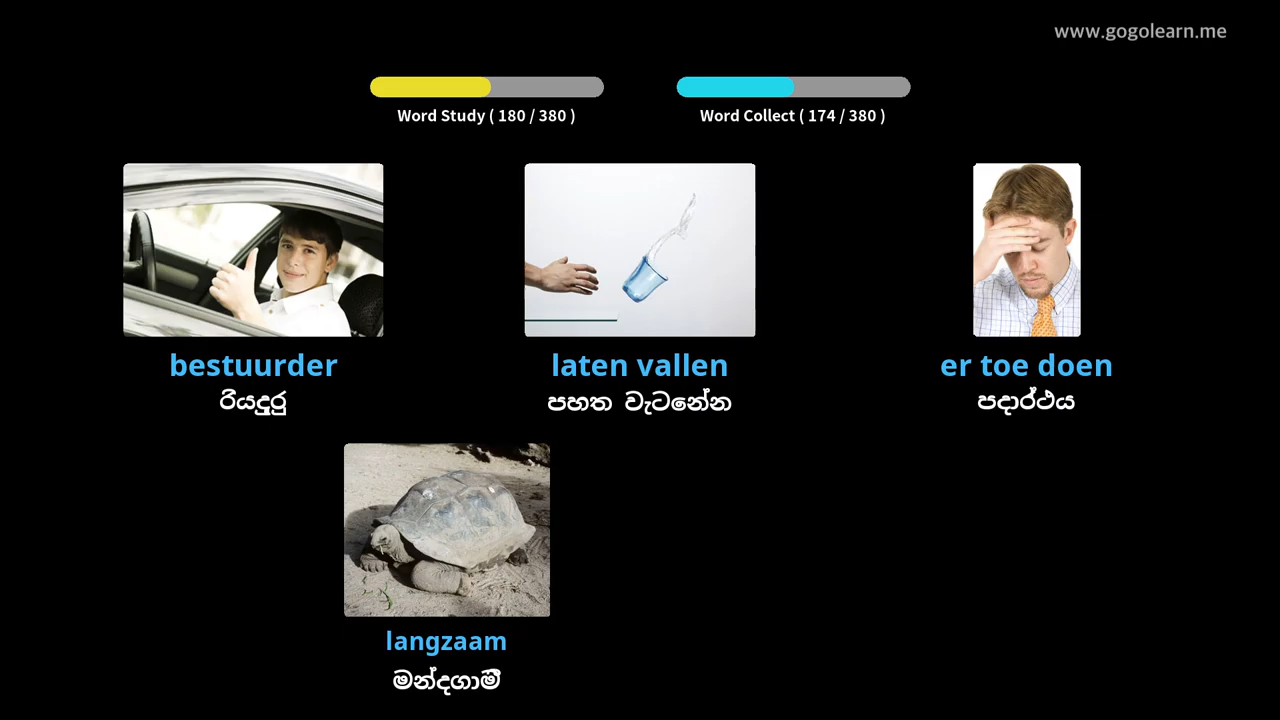 www.gogolearn.me
Word Study ( 180 / 380 )
Word Collect ( 174 / 380 )
bestuurder
රියදුරු
laten vallen
පහත වැටනේන
er toe doen
පදාර්ථය
langzaam
මන්දගාමී